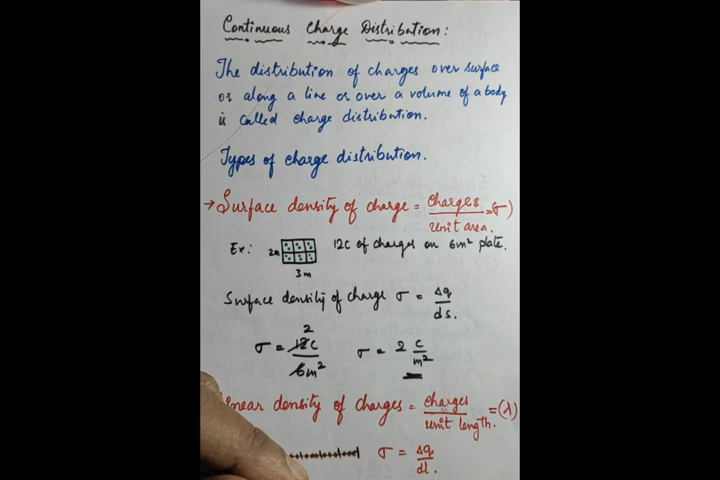 Continuous Charge Distribution:
The distribution of charges over surface
or along a line or over a volume of a body
is called charge distribution.
Types of charge distribution.
→ Surface density of charge = charges / Unit area. = (σ)
Ex: 2m 3m 12C of charges on 6m² plate.
Surface density of charge σ = Δq / ds.
σ = 12C / 6m² 2 σ = 2 C / m²
Linear density of charges = charges / Unit length. = (λ)
σ = Δq / dl.